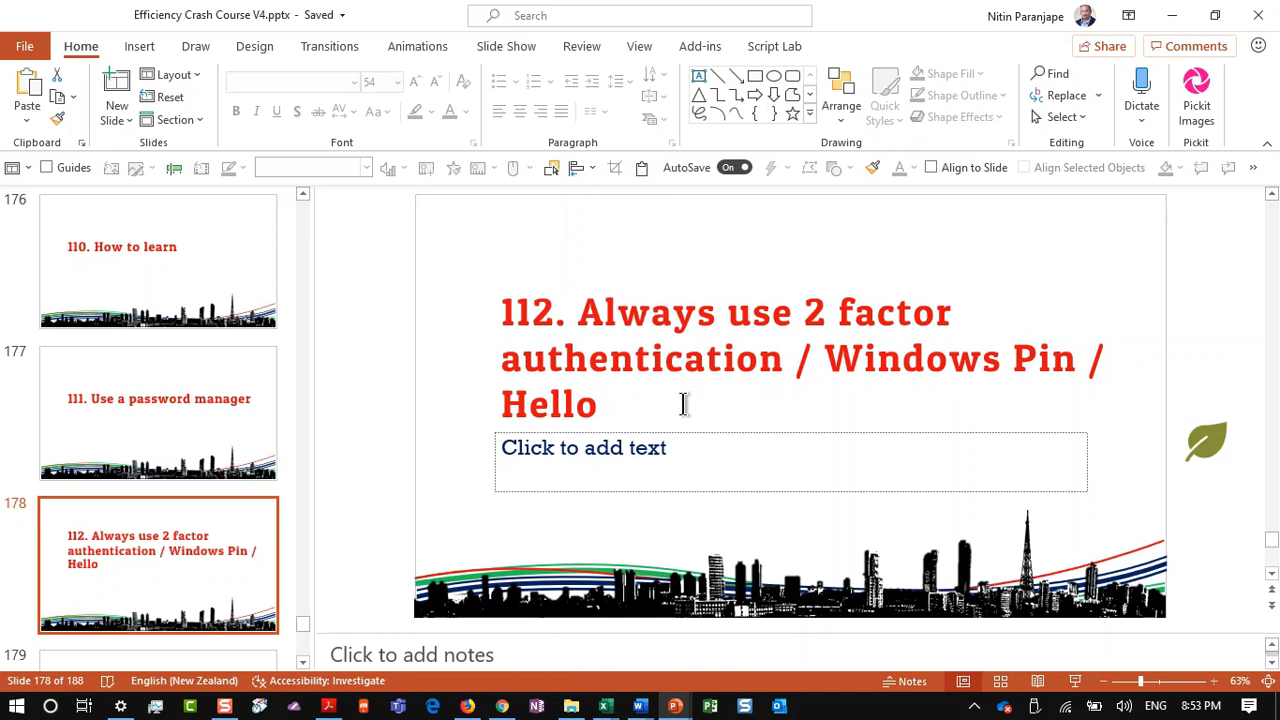 Efficiency Crash Course V4.pptx - Saved
Search
Nitin Paranjape
File Home Insert Draw Design Transitions Animations Slide Show Review View Add-ins Script Lab
Share Comments
Paste
New Slide
Layout
Reset
Section
54
B I U S ab AV Aa A
Arrange
Quick Styles
Shape Fill
Shape Outline
Shape Effects
Find
Replace
Select
Dictate
Pickit Images
Clipboard Slides Font Paragraph Drawing Editing Voice Pickit
Guides
AutoSave On
Align to Slide
Align Selected Objects
176
110. How to learn
177
111. Use a password manager
178
112. Always use 2 factor
authentication / Windows Pin /
Hello
179
112. Always use 2 factor
authentication / Windows Pin /
Hello
Click to add text
Click to add notes
Slide 178 of 188 English (New Zealand) Accessibility: Investigate Notes 63%
ENG 8:53 PM